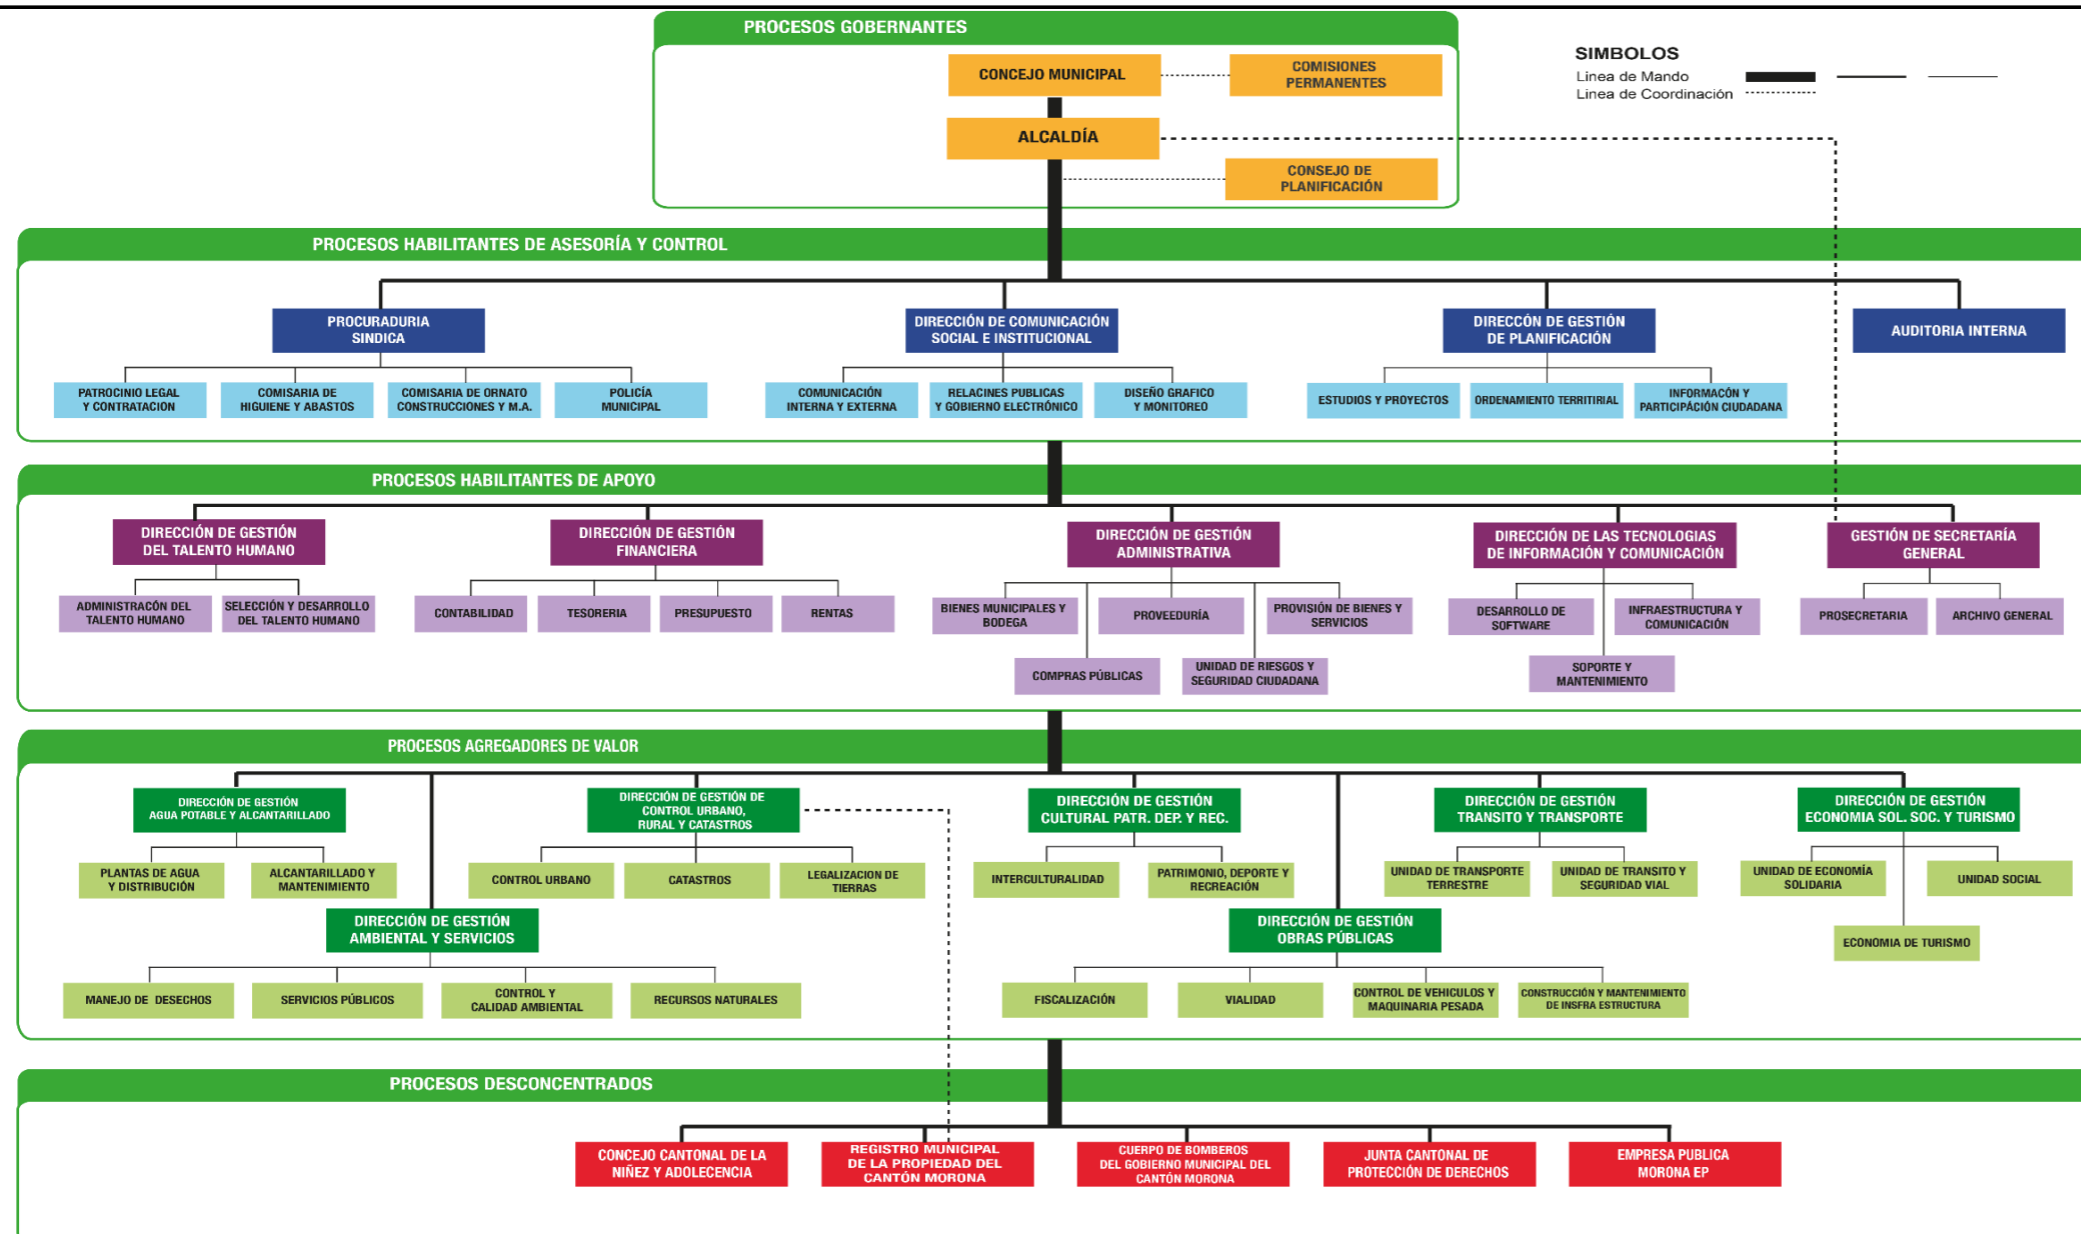 PROCESOS GOBERNANTES
CONCEJO MUNICIPAL
COMISIONES
PERMANENTES
ALCALDÍA
CONSEJO DE
PLANIFICACIÓN
SIMBOLOS
Linea de Mando
Linea de Coordinación
PROCESOS HABILITANTES DE ASESORÍA Y CONTROL
PROCURADURIA
SINDICA
DIRECCIÓN DE COMUNICACIÓN
SOCIAL E INSTITUCIONAL
DIRECCÓN DE GESTIÓN
DE PLANIFICACIÓN
AUDITORIA INTERNA
PATROCINIO LEGAL
Y CONTRATACION
COMISARIA DE
HIGUIENE Y ABASTOS
COMISARIA DE ORNATO
CONSTRUCCIONES Y M.A.
POLICÍA
MUNICIPAL
COMUNICACIÓN
INTERNA Y EXTERNA
RELACINES PUBLICAS
Y GOBIERNO ELECTRÓNICO
DISEÑO GRAFICO
Y MONITOREO
ESTUDIOS Y PROYECTOS
ORDENAMIENTO TERRITIRIAL
INFORMACÓN Y
PARTICIPÁCIÓN CIUDADANA
PROCESOS HABILITANTES DE APOYO
DIRECCIÓN DE GESTIÓN
DEL TALENTO HUMANO
DIRECCIÓN DE GESTIÓN
FINANCIERA
DIRECCIÓN DE GESTIÓN
ADMINISTRATIVA
DIRECCIÓN DE LAS TECNOLOGIAS
DE INFORMACIÓN Y COMUNICACIÓN
GESTIÓN DE SECRETARÍA
GENERAL
ADMINISTRACÓN DEL
TALENTO HUMANO
SELECCIÓN Y DESARROLLO
DEL TALENTO HUMANO
CONTABILIDAD
TESORERIA
PRESUPUESTO
RENTAS
BIENES MUNICIPALES Y
BODEGA
PROVEEDURÍA
PROVISIÓN DE BIENES Y
SERVICIOS
DESARROLLO DE
SOFTWARE
INFRAESTRUCTURA Y
COMUNICACIÓN
PROSECRETARIA
ARCHIVO GENERAL
COMPRAS PÚBLICAS
UNIDAD DE RIESGOS Y
SEGURIDAD CIUDADANA
SOPORTE Y
MANTENIMIENTO
PROCESOS AGREGADORES DE VALOR
DIRECCIÓN DE GESTIÓN
AGUA POTABLE Y ALCANTARILLADO
DIRECCIÓN DE GESTIÓN DE
CONTROL URBANO,
RURAL Y CATASTROS
DIRECCIÓN DE GESTIÓN
CULTURAL PATR. DEP. Y REC.
DIRECCIÓN DE GESTIÓN
TRANSITO Y TRANSPORTE
DIRECCIÓN DE GESTIÓN
ECONOMIA SOL. SOC. Y TURISMO
PLANTAS DE AGUA
Y DISTRIBUCIÓN
ALCANTARILLADO Y
MANTENIMIENTO
CONTROL URBANO
CATASTROS
LEGALIZACION DE
TIERRAS
INTERCULTURALIDAD
PATRIMONIO, DEPORTE Y
RECREACIÓN
UNIDAD DE TRANSPORTE
TERRESTRE
UNIDAD DE TRANSITO Y
SEGURIDAD VIAL
UNIDAD DE ECONOMÍA
SOLIDARIA
UNIDAD SOCIAL
DIRECCIÓN DE GESTIÓN
AMBIENTAL Y SERVICIOS
DIRECCIÓN DE GESTIÓN
OBRAS PÚBLICAS
ECONOMIA DE TURISMO
MANEJO DE DESECHOS
SERVICIOS PÚBLICOS
CONTROL Y
CALIDAD AMBIENTAL
RECURSOS NATURALES
FISCALIZACIÓN
VIALIDAD
CONTROL DE VEHICULOS Y
MAQUINARIA PESADA
CONSTRUCCIÓN Y MANTENIMIENTO
DE INSFRA ESTRUCTURA
PROCESOS DESCONCENTRADOS
CONCEJO CANTONAL DE LA
NIÑEZ Y ADOLECENCIA
REGISTRO MUNICIPAL
DE LA PROPIEDAD DEL
CANTÓN MORONA
CUERPO DE BOMBEROS
DEL GOBIERNO MUNICIPAL DEL
CANTÓN MORONA
JUNTA CANTONAL DE
PROTECCIÓN DE DERECHOS
EMPRESA PUBLICA
MORONA EP